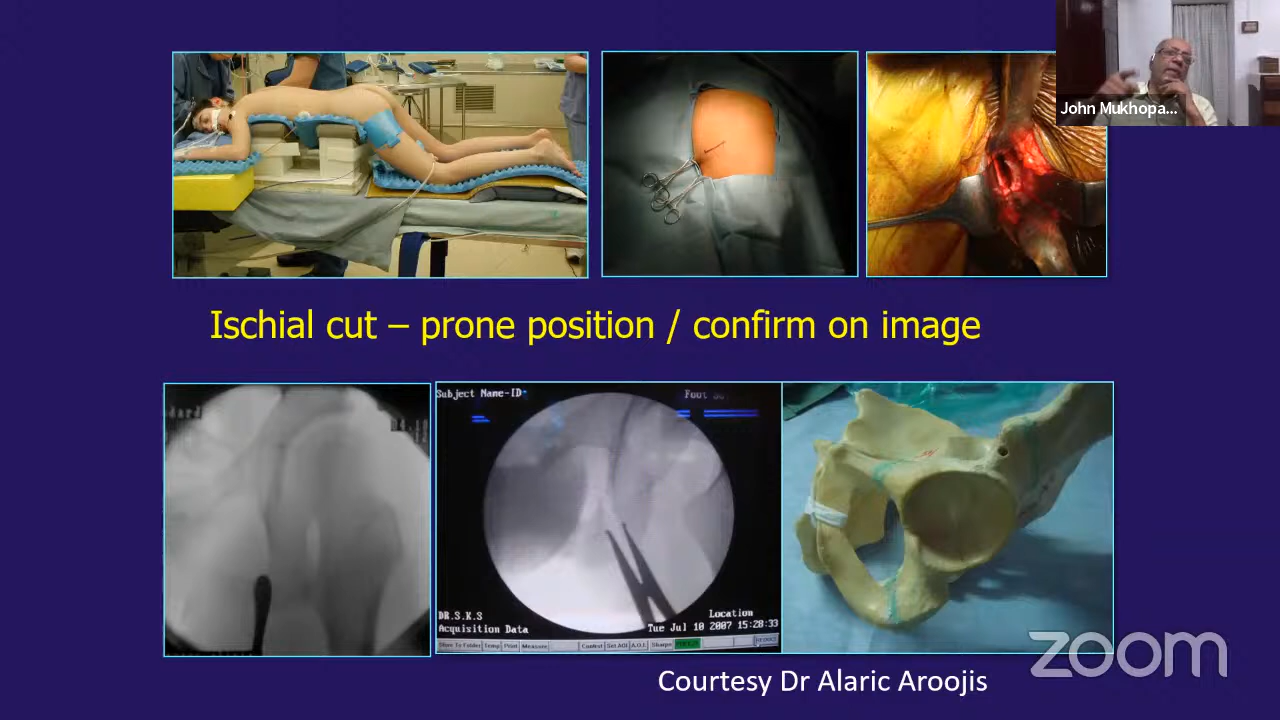 John Mukhopa...
Ischial cut – prone position / confirm on image
Subject Name-ID:
DR.S.K.S
Acquisition Data
Location
Tue Jul 10 2007 15:28:33
Courtesy Dr Alaric Aroojis
zoom